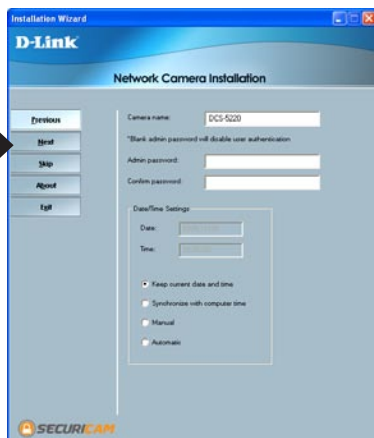 Installation Wizard
D-Link
Network Camera Installation
Previous
Next
Skip
About
Exit
Camera name:
DCS-5220
*Blank admin password will disable user authentication
Admin password:
Confirm password:
Date/Time Settings
Date:
Time:
Keep current date and time
Synchronize with computer time
Manual
Automatic
SECURICAM